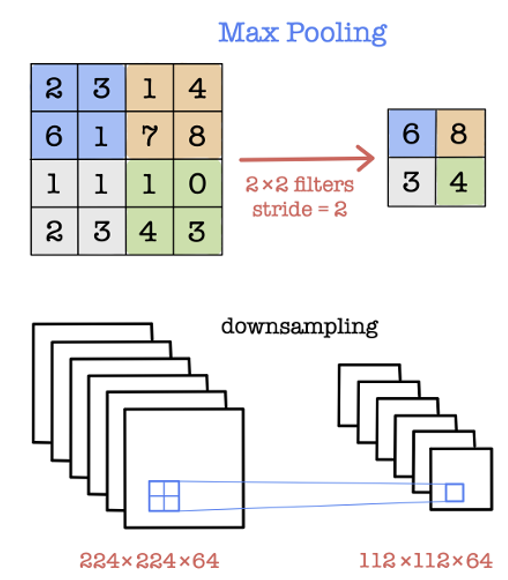 Max Pooling
2 3 1 4
6 1 7 8
1 1 1 0
2 3 4 3
2×2 filters
stride = 2
6 8
3 4
downsampling
224×224×64
112×112×64